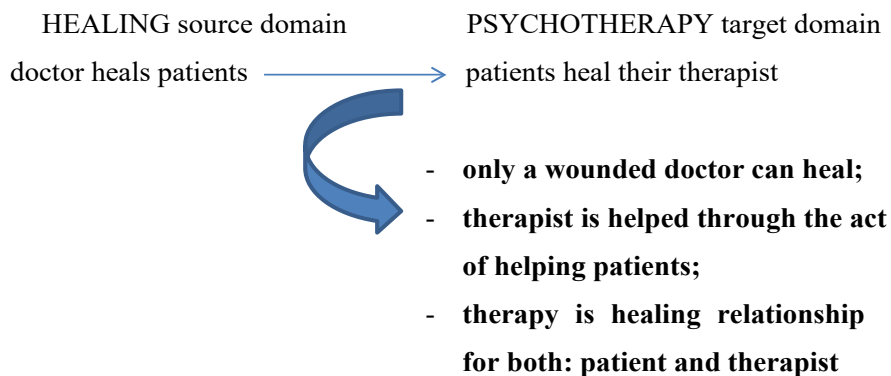 HEALING source domain PSYCHOTHERAPY target domain
doctor heals patients patients heal their therapist
- only a wounded doctor can heal;
- therapist is helped through the act
of helping patients;
- therapy is healing relationship
for both: patient and therapist